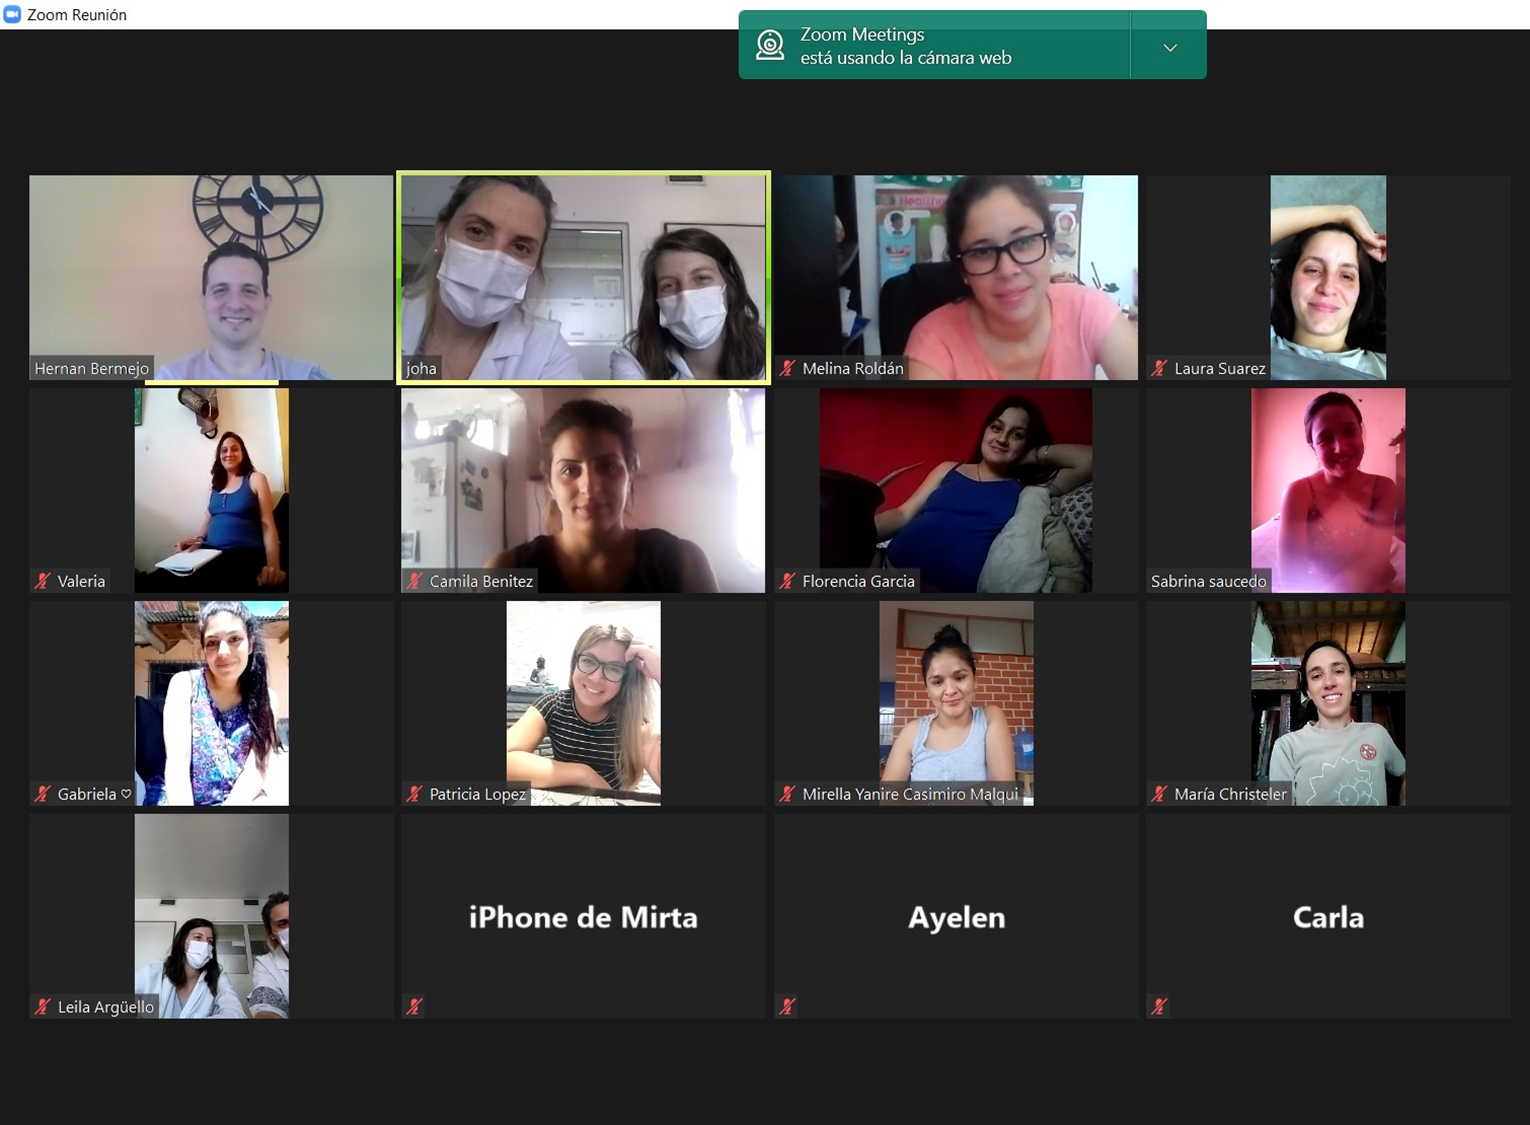 Zoom Reunión
Zoom Meetings
está usando la cámara web
Hernan Bermejo
joha
Healthy
Melina Roldán
Laura Suarez
Valeria
Camila Benitez
Florencia Garcia
Sabrina saucedo
Gabriela ♡
Patricia Lopez
Mirella Yanire Casimiro Malqui
María Christeler
Leila Argüello
iPhone de Mirta
Ayelen
Carla